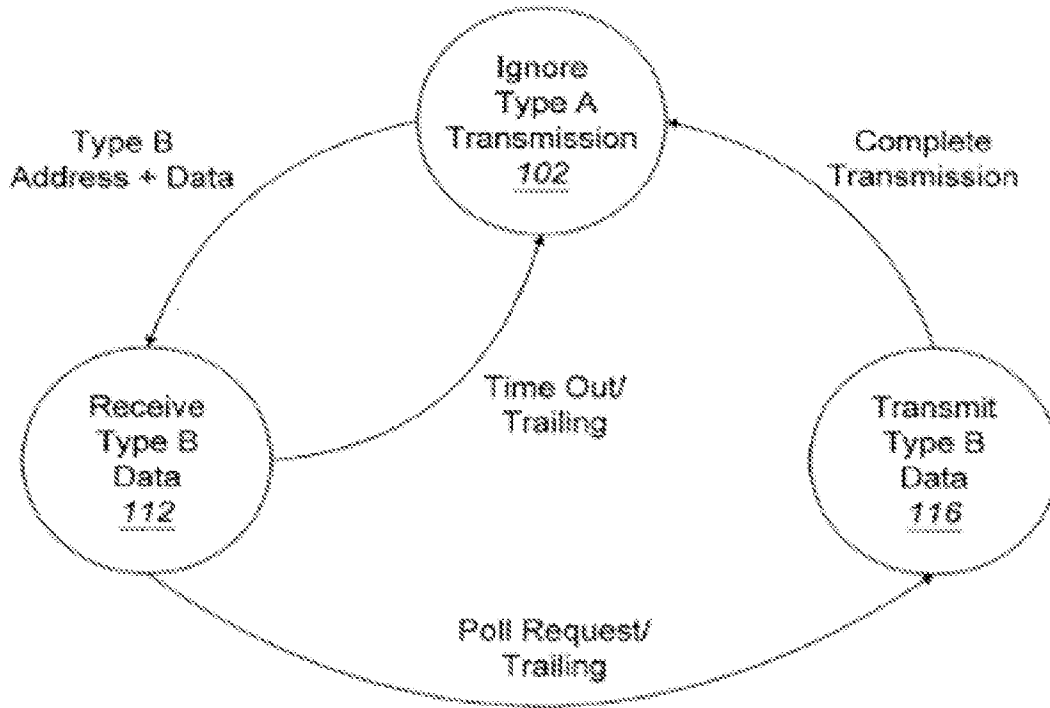 Ignore
Type A
Transmission
102
Type B
Address + Data
Complete
Transmission
Receive
Type B
Data
112
Time Out/
Trailing
Transmit
Type B
Data
116
Poll Request/
Trailing